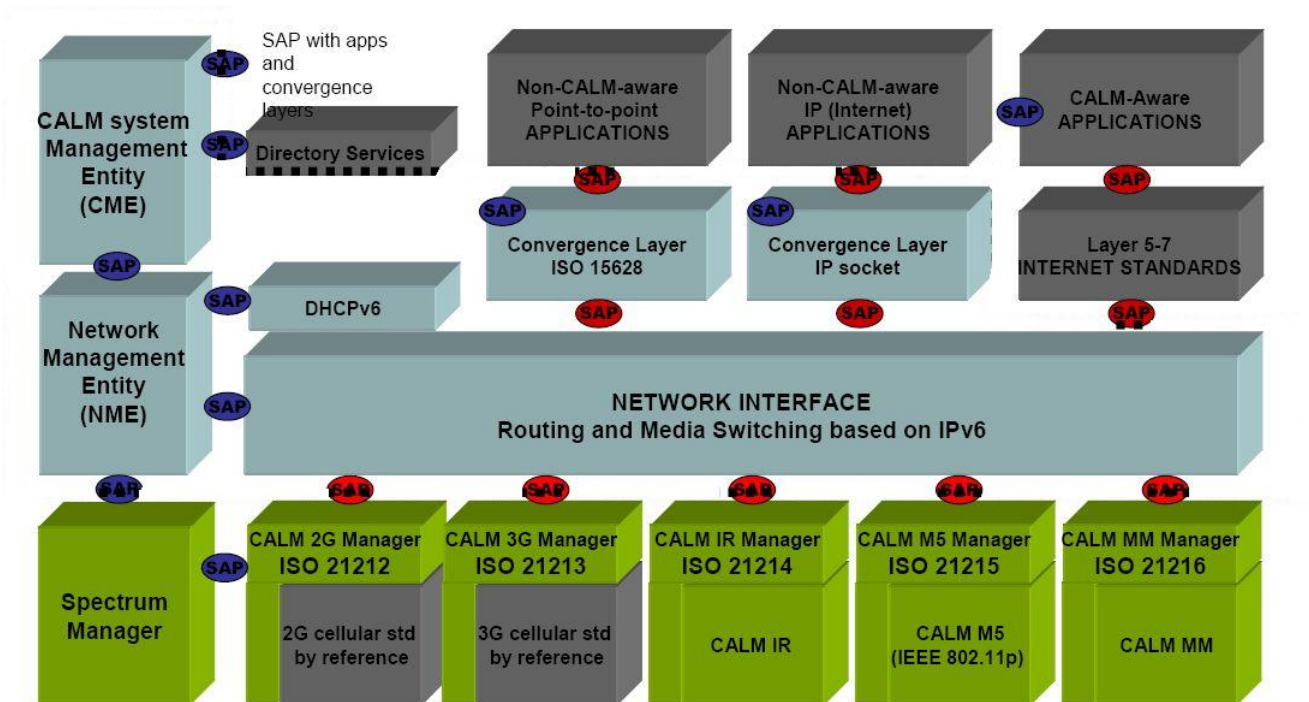 SAP
SAP with apps
and
convergence
layers
CALM system
Management
Entity
(CME)
SAP
Directory Services
Non-CALM-aware
Point-to-point
APPLICATIONS
Non-CALM-aware
IP (Internet)
APPLICATIONS
SAP
CALM-Aware
APPLICATIONS
SAP
SAP
SAP
SAP
Convergence Layer
ISO 15628
SAP
Convergence Layer
IP socket
Layer 5-7
INTERNET STANDARDS
SAP
SAP
DHCPv6
SAP
SAP
SAP
Network
Management
Entity
(NME)
SAP
NETWORK INTERFACE
Routing and Media Switching based on IPv6
SAP
SAP
SAP
SAP
SAP
SAP
Spectrum
Manager
SAP
CALM 2G Manager
ISO 21212
2G cellular std
by reference
CALM 3G Manager
ISO 21213
3G cellular std
by reference
CALM IR Manager
ISO 21214
CALM IR
CALM M5 Manager
ISO 21215
CALM M5
(IEEE 802.11p)
CALM MM Manager
ISO 21216
CALM MM